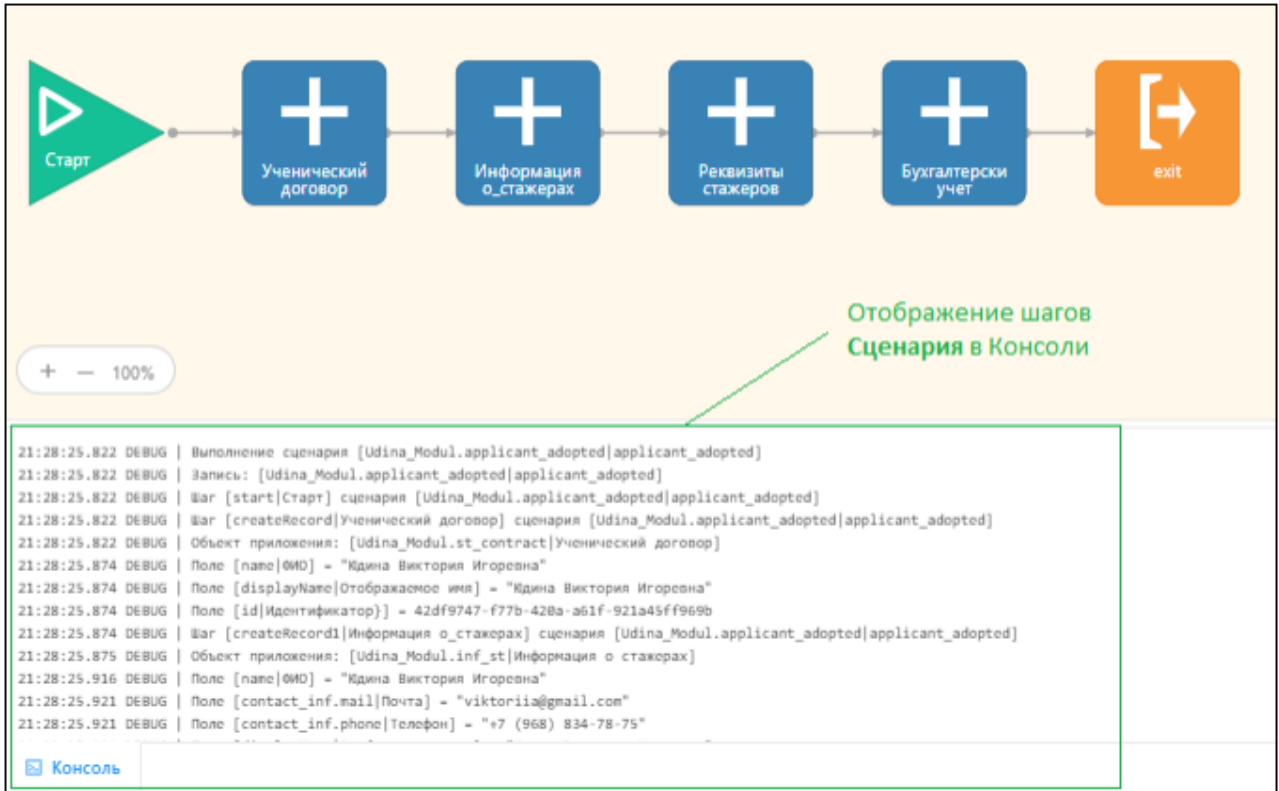 Старт
Ученический
договор
Информация
о_стажерах
Реквизиты
стажеров
Бухгалтерски
учет
exit
Отображение шагов
Сценария в Консоли
+ — 100%
21:28:25.822 DEBUG | Выполнение сценария [Udina_Modul.applicant_adopted|applicant_adopted]
21:28:25.822 DEBUG | Запись: [Udina_Modul.applicant_adopted|applicant_adopted]
21:28:25.822 DEBUG | Шаг [start|Старт] сценария [Udina_Modul.applicant_adopted|applicant_adopted]
21:28:25.822 DEBUG | Шаг [createRecord|Ученический договор] сценария [Udina_Modul.applicant_adopted|applicant_adopted]
21:28:25.822 DEBUG | Объект приложения: [Udina_Modul.st_contract|Ученический договор]
21:28:25.874 DEBUG | Поле [name|ФИО] = "Юдина Виктория Игоревна"
21:28:25.874 DEBUG | Поле [displayName|Отображаемое имя] = "Юдина Виктория Игоревна"
21:28:25.874 DEBUG | Поле [id|Идентификатор}] = 42df9747-f77b-420a-a61f-921a45ff969b
21:28:25.874 DEBUG | Шаг [createRecord1|Информация о_стажерах] сценария [Udina_Modul.applicant_adopted|applicant_adopted]
21:28:25.875 DEBUG | Объект приложения: [Udina_Modul.inf_st|Информация о стажерах]
21:28:25.916 DEBUG | Поле [name|ФИО] = "Юдина Виктория Игоревна"
21:28:25.921 DEBUG | Поле [contact_inf.mail|Почта] = "viktoriia@gmail.com"
21:28:25.921 DEBUG | Поле [contact_inf.phone|Телефон] = "+7 (968) 834-78-75"
Консоль